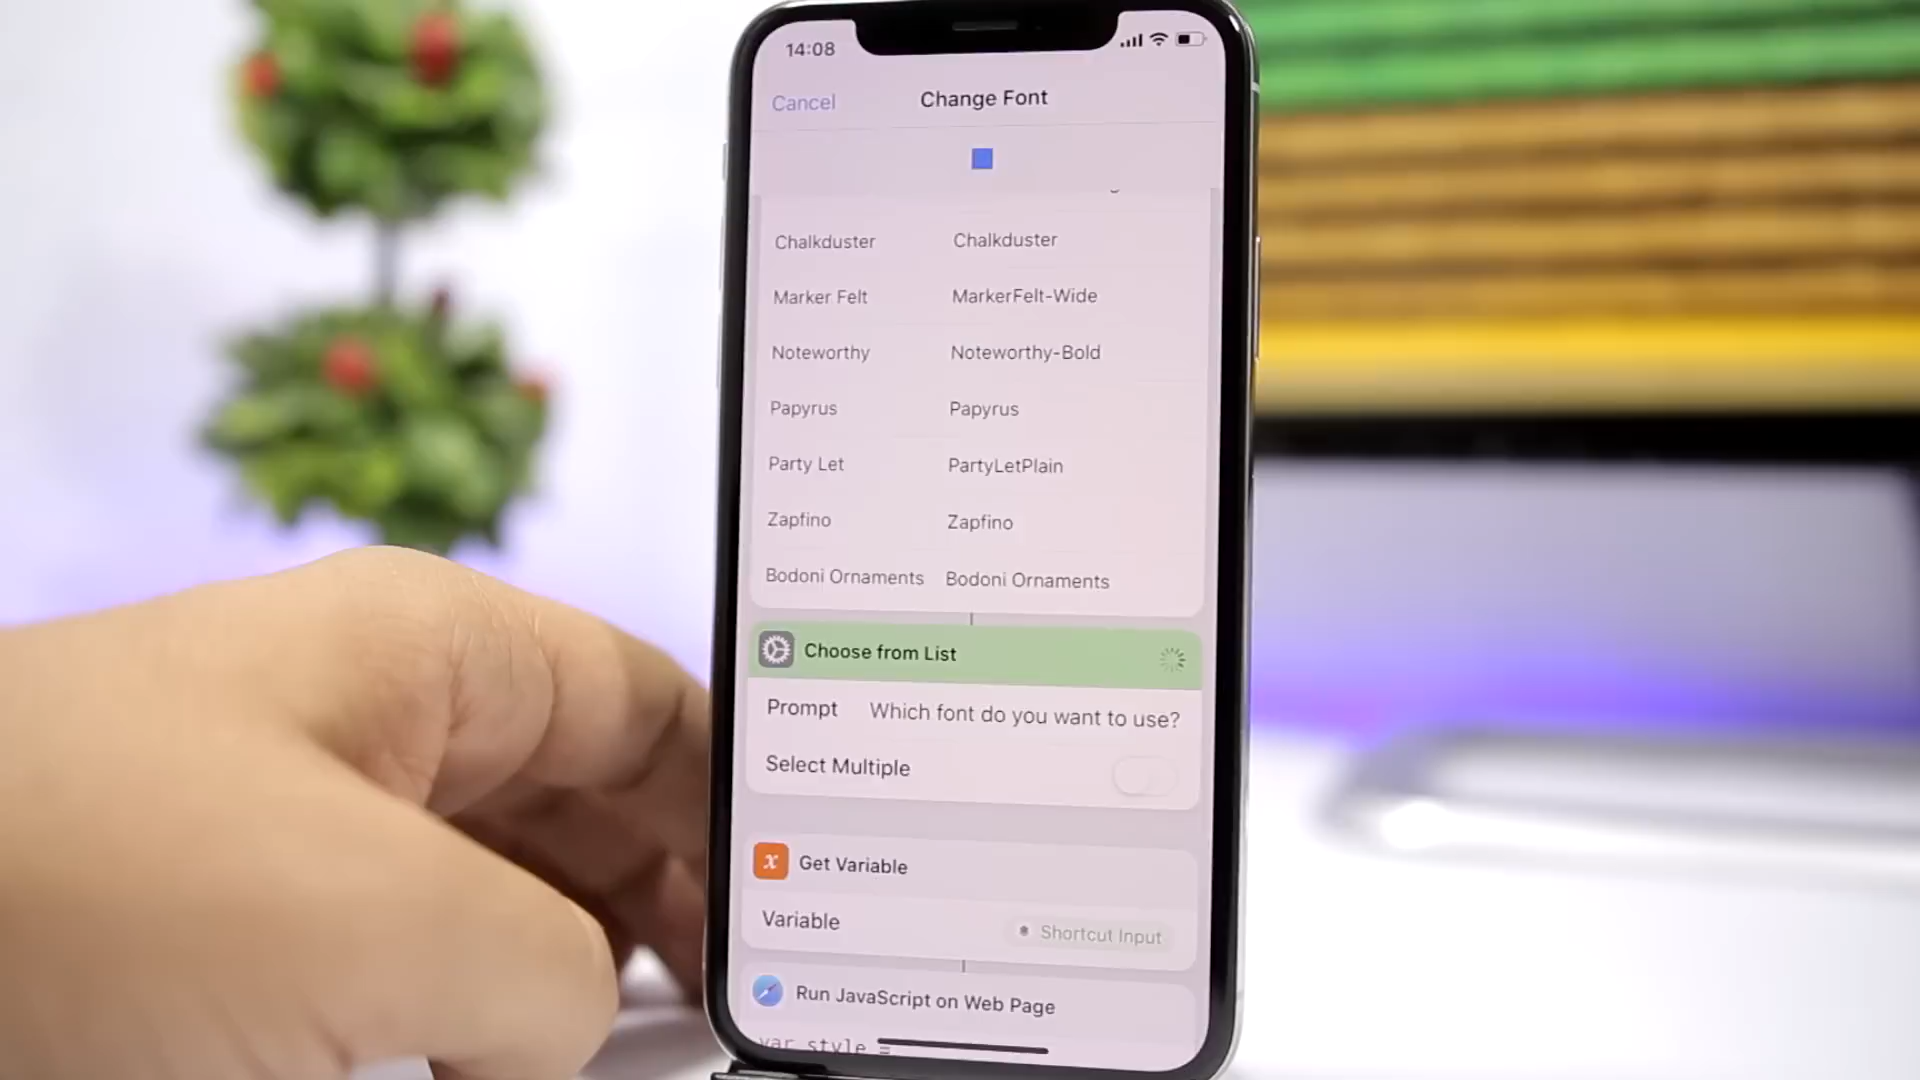 14:08
Cancel
Change Font
Chalkduster Chalkduster
Marker Felt MarkerFelt-Wide
Noteworthy Noteworthy-Bold
Papyrus Papyrus
Party Let PartyLetPlain
Zapfino Zapfino
Bodoni Ornaments Bodoni Ornaments
Choose from List
Prompt Which font do you want to use?
Select Multiple
x Get Variable
Variable Shortcut Input
Run JavaScript on Web Page
var style =